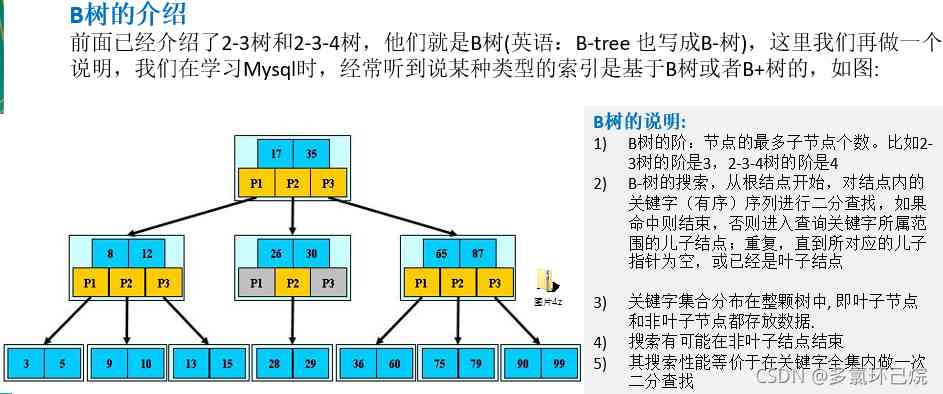 B树的介绍
前面已经介绍了2-3树和2-3-4树，他们就是B树(英语：B-tree 也写成B-树)，这里我们再做一个
说明，我们在学习Mysql时，经常听到说某种类型的索引是基于B树或者B+树的，如图:
17 35
P1 P2 P3
8 12
P1 P2 P3
26 30
P1 P2 P3
65 87
P1 P2 P3
3 5
9 10
13 15
28 29
36 60
75 79
90 99
图片4z
B树的说明:
1) B树的阶：节点的最多子节点个数。比如2-
3树的阶是3，2-3-4树的阶是4
2) B-树的搜索，从根结点开始，对结点内的
关键字（有序）序列进行二分查找，如果
命中则结束，否则进入查询关键字所属范
围的儿子结点；重复，直到所对应的儿子
指针为空，或已经是叶子结点
3) 关键字集合分布在整颗树中, 即叶子节点
和非叶子节点都存放数据.
4) 搜索有可能在非叶子结点结束
5) 其搜索性能等价于在关键字全集内做一次
二分查找
CSDN @多氯环己烷